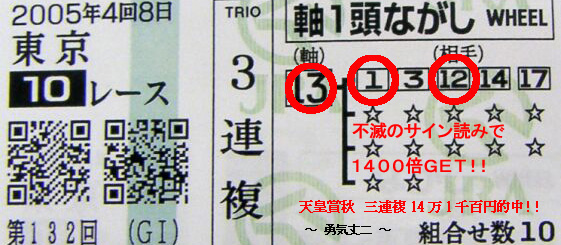 2005年4回8日
東京
10レース
第132回 (GI)
TRIO
3連複
軸1頭ながし WHEEL
(軸) (相手)
13 1 3 12 14 17
☆ ☆ ☆ ☆ ☆
☆ ☆ ☆ ☆ ☆
☆ ☆
不滅のサイン読みで
1400倍GET!!
天皇賞秋 三連複 14万1千百円的中!!
～ 勇気丈二 ～
組合せ数10
JRA